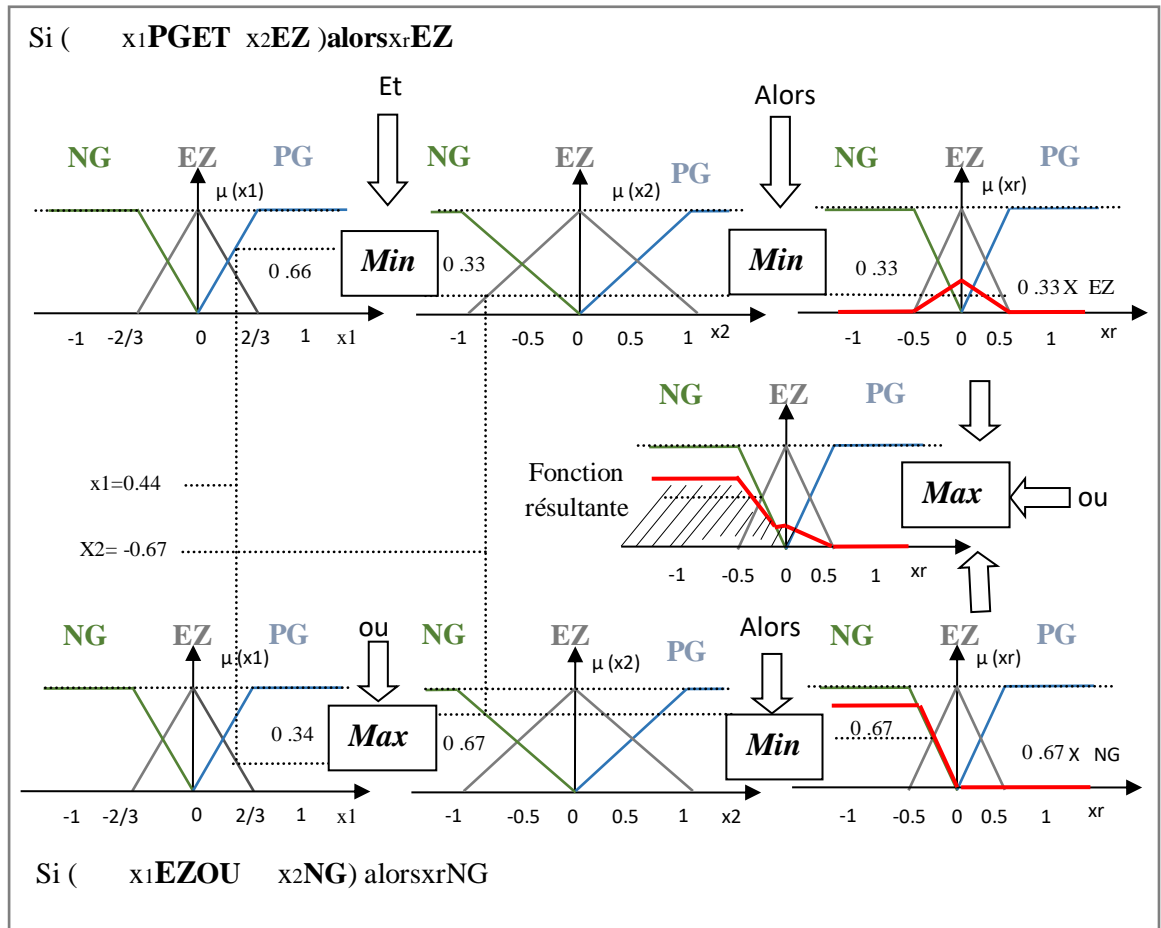 Si ( x1PGET x2EZ )alorsxrEZ
Et
Alors
NG EZ PG NG EZ PG NG EZ PG
µ (x1) µ (x2) µ (xr)
0 .66 Min 0 .33 Min 0 .33 0 .33X EZ
-1 -2/3 0 2/3 1 x1 -1 -0.5 0 0.5 1 x2 -1 -0.5 0 0.5 1 xr
NG EZ PG
x1=0.44
Fonction
résultante
Max ou
X2= -0.67
-1 -0.5 0 0.5 1 xr
NG EZ PG ou NG EZ PG Alors NG EZ PG
µ (x1) µ (x2) µ (xr)
0 .34 Max 0 .67 Min 0 .67 0 .67X NG
-1 -2/3 0 2/3 1 x1 -1 -0.5 0 0.5 1 x2 -1 -0.5 0 0.5 1 xr
Si ( x1EZOU x2NG) alorsxrNG